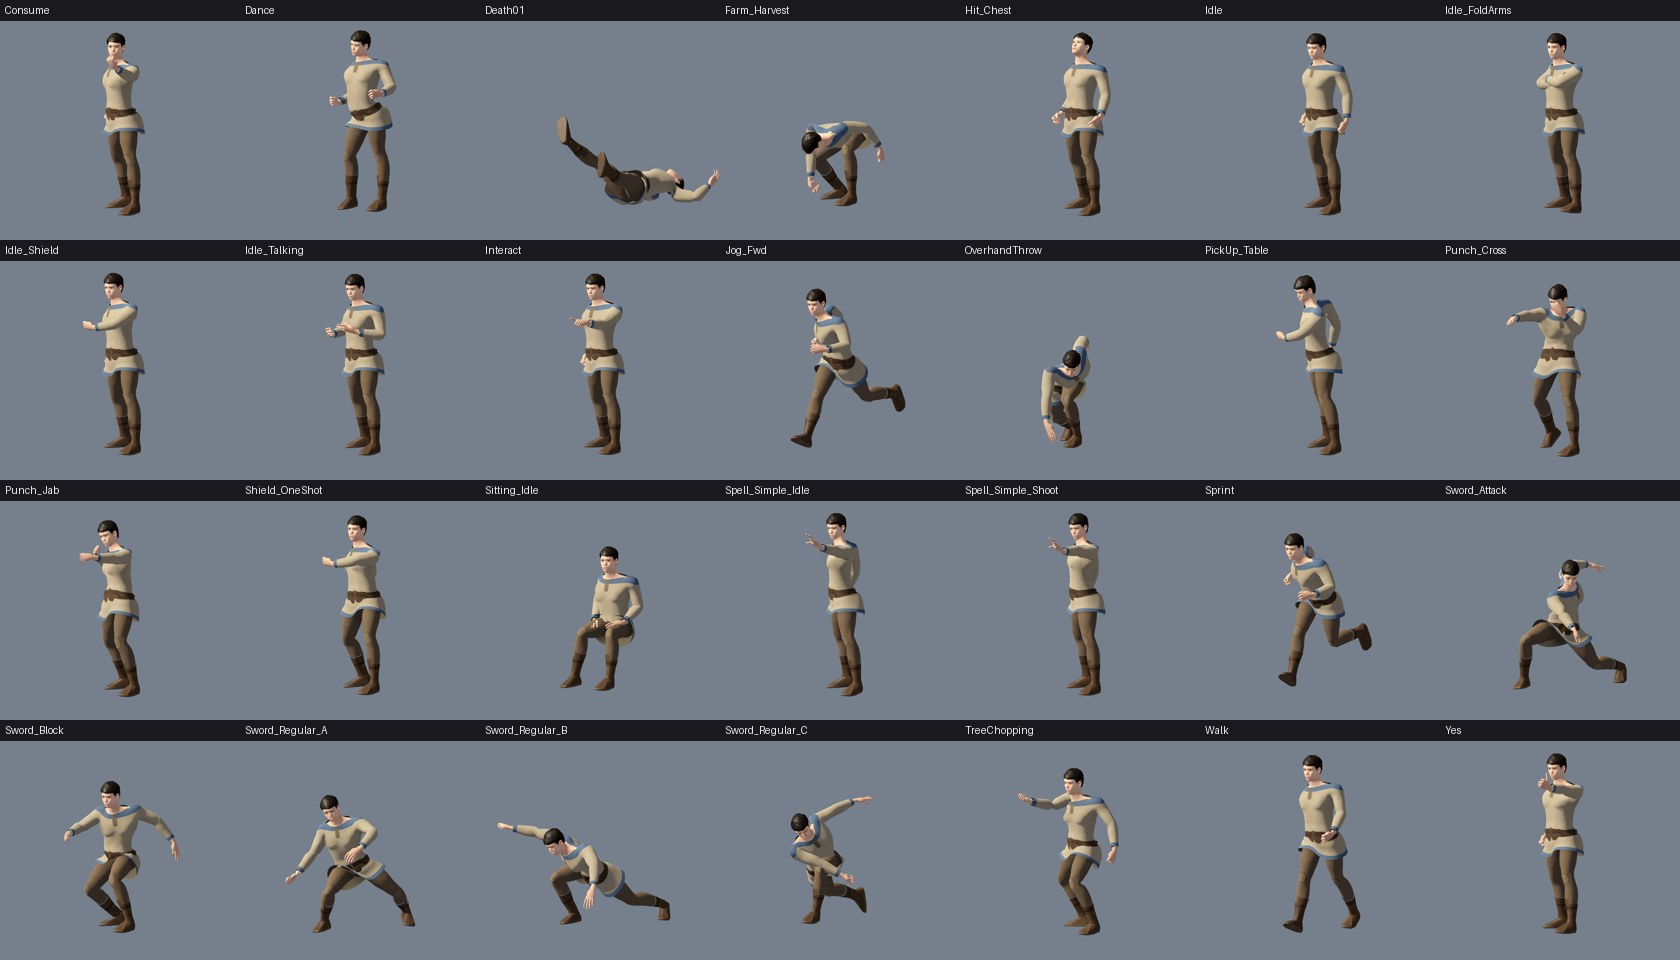 Consume
Dance
Death01
Farm_Harvest
Hit_Chest
Idle
Idle_FoldArms
Idle_Shield
Idle_Talking
Interact
Jog_Fwd
OverhandThrow
PickUp_Table
Punch_Cross
Punch_Jab
Shield_OneShot
Sitting_Idle
Spell_Simple_Idle
Spell_Simple_Shoot
Sprint
Sword_Attack
Sword_Block
Sword_Regular_A
Sword_Regular_B
Sword_Regular_C
TreeChopping
Walk
Yes